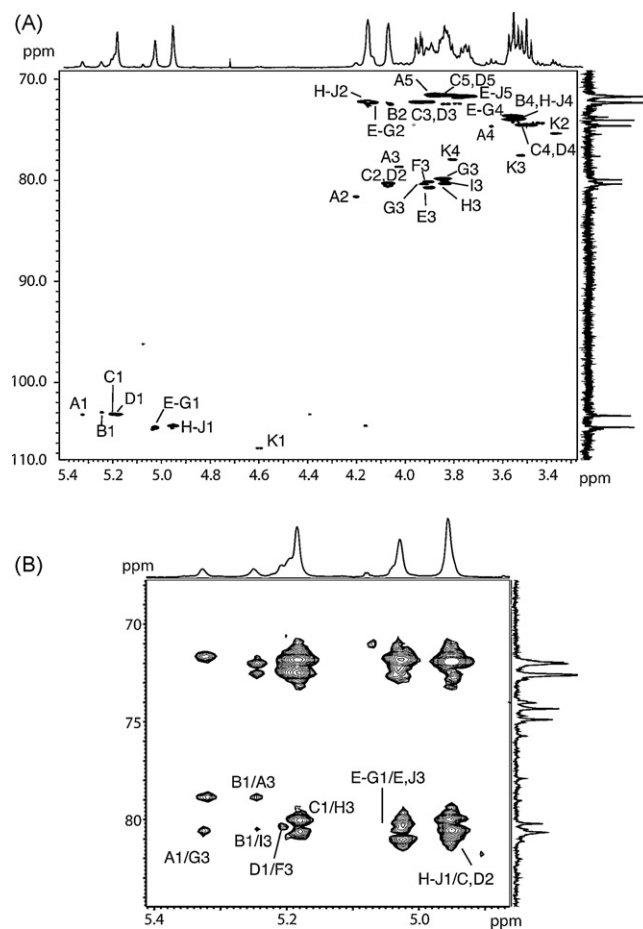 (A)
ppm
70.0
80.0
90.0
100.0
110.0
A5
C5,D5
E-J5
H-J2
E-G2
B2
C3,D3
E-G4
B4,H-J4
A4
K2
C4,D4
K3
A3
F3
K4
G3
C2,D2
I3
G3
H3
A2
E3
C1
D1
A1
B1
E-G1
H-J1
K1
5.4 5.2 5.0 4.8 4.6 4.4 4.2 4.0 3.8 3.6 3.4 ppm
(B)
ppm
70
75
80
B1/A3
E-G1/E,J3
C1/H3
A1/G3
B1/I3
D1/F3
H-J1/C,D2
5.4 5.2 5.0 ppm